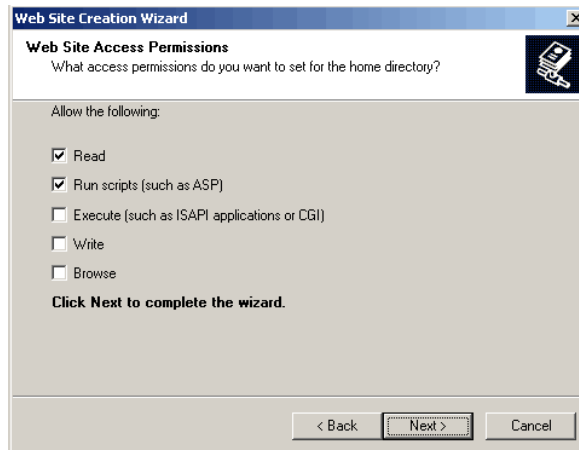 Web Site Creation Wizard
Web Site Access Permissions
What access permissions do you want to set for the home directory?
Allow the following:
Read
Run scripts (such as ASP)
Execute (such as ISAPI applications or CGI)
Write
Browse
Click Next to complete the wizard.
< Back Next > Cancel